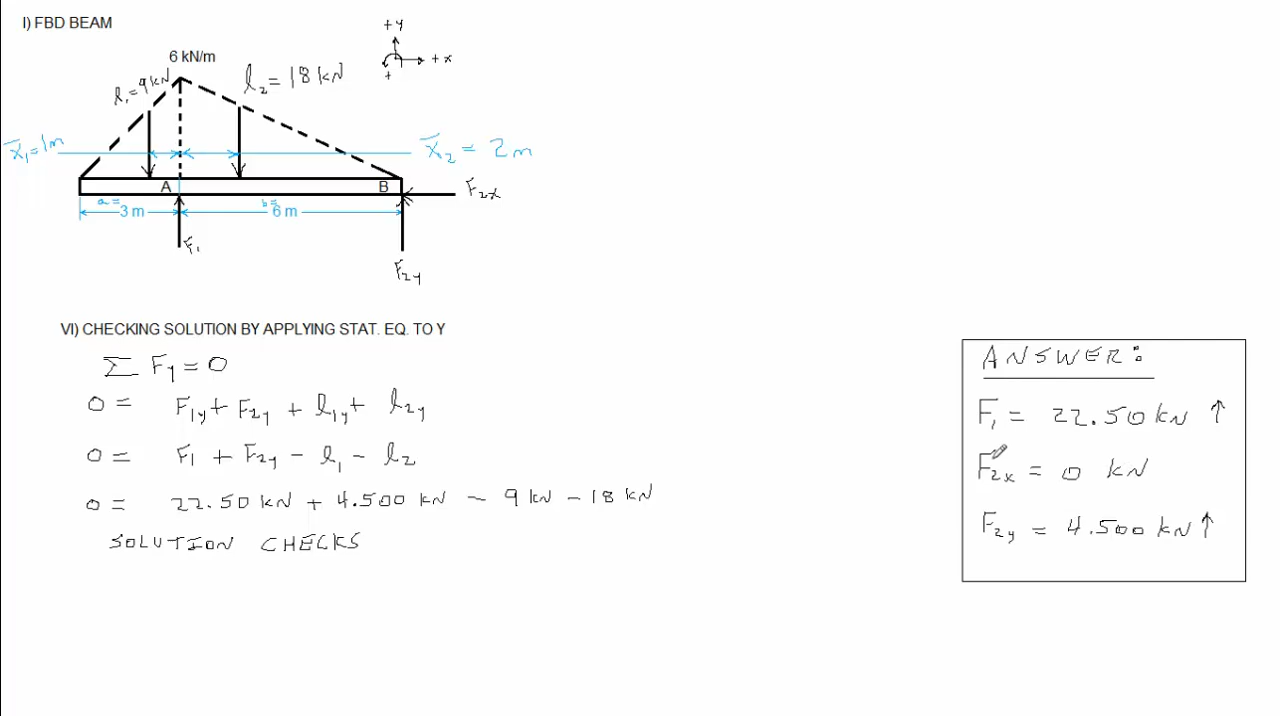 I) FBD BEAM
+y
6 kN/m
+x
+
l₁=9kN
l₂=18 kN
x̄₁=1m
x̄₂ = 2m
A
B
F₂ₓ
a=
3 m
b=
6 m
F₁
F₂y
VI) CHECKING SOLUTION BY APPLYING STAT. EQ. TO Y
Σ Fy = 0
0 = F₁y + F₂y + l₁y + l₂y
0 = F1 + F₂y - l₁ - l₂
0 = 22.50 kN + 4.500 kN - 9 kN - 18 kN
SOLUTION CHECKS
ANSWER:
F₁ = 22.50 kN ↑
F₂ₓ = 0 kN
F₂y = 4.500 kN ↑